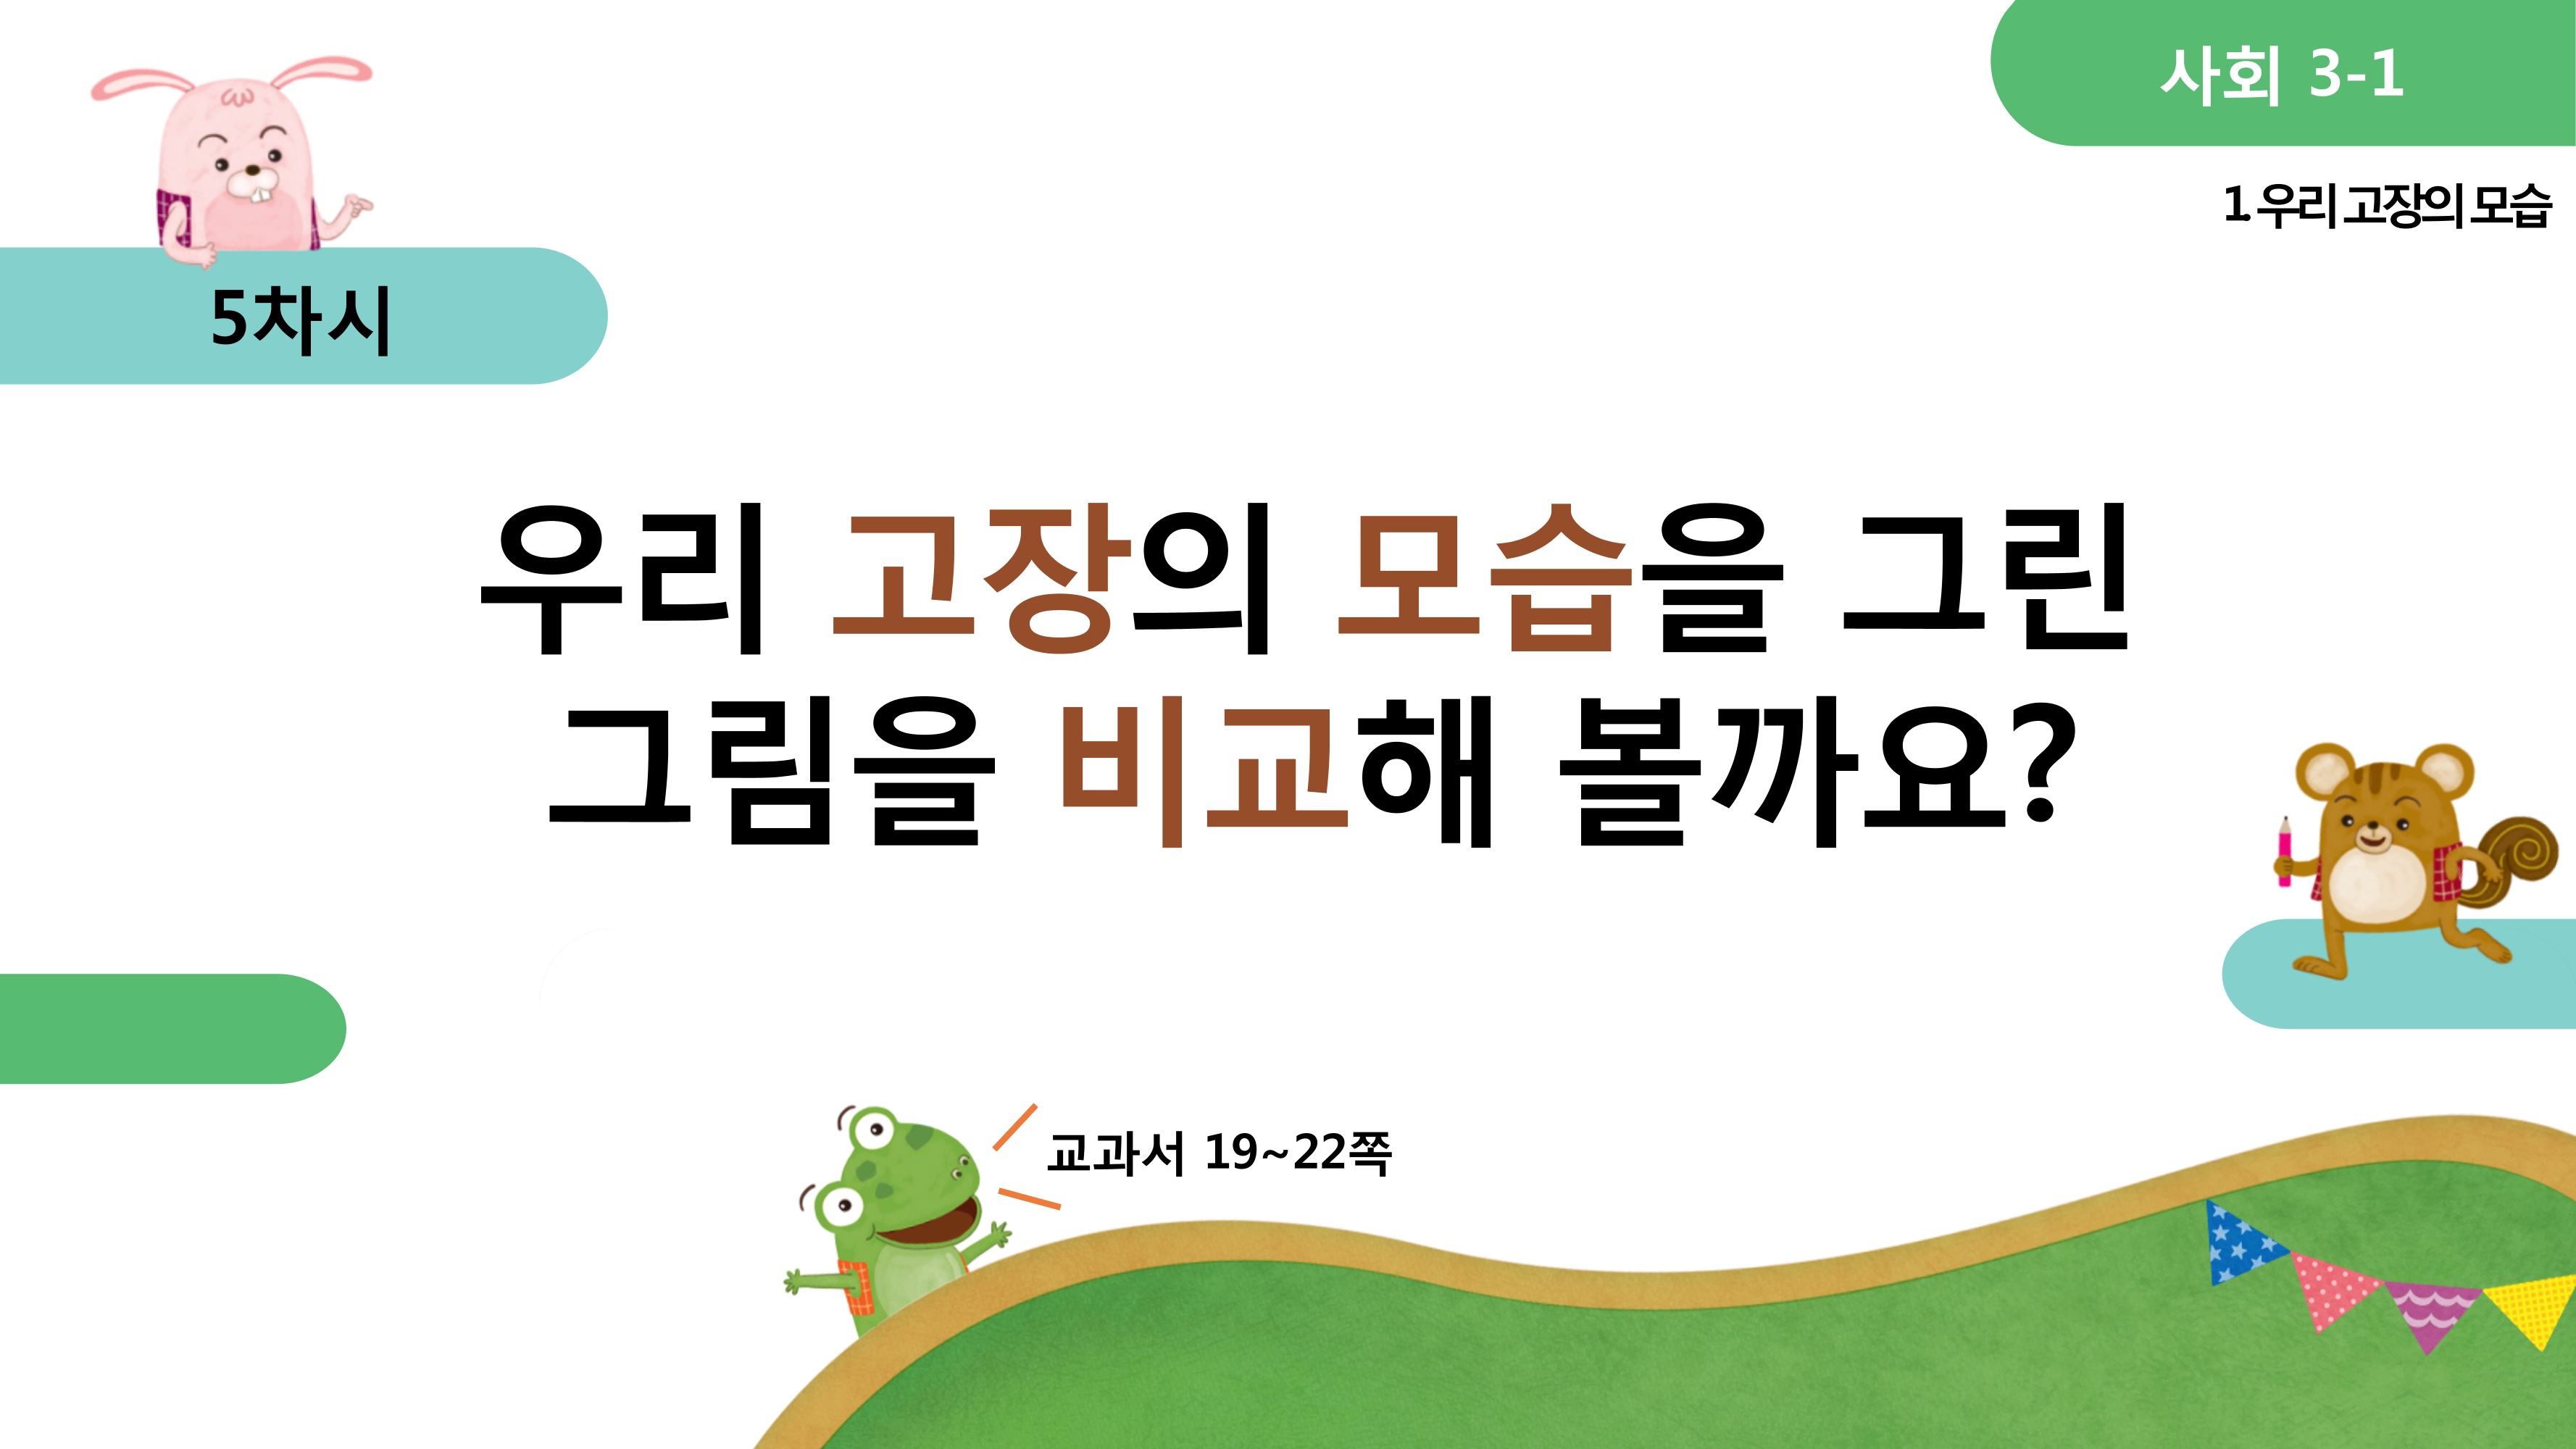 사회 3-1
1. 우리 고장의 모습
5차시
우리 고장의 모습을 그린
그림을 비교해 볼까요?
교과서 19~22쪽